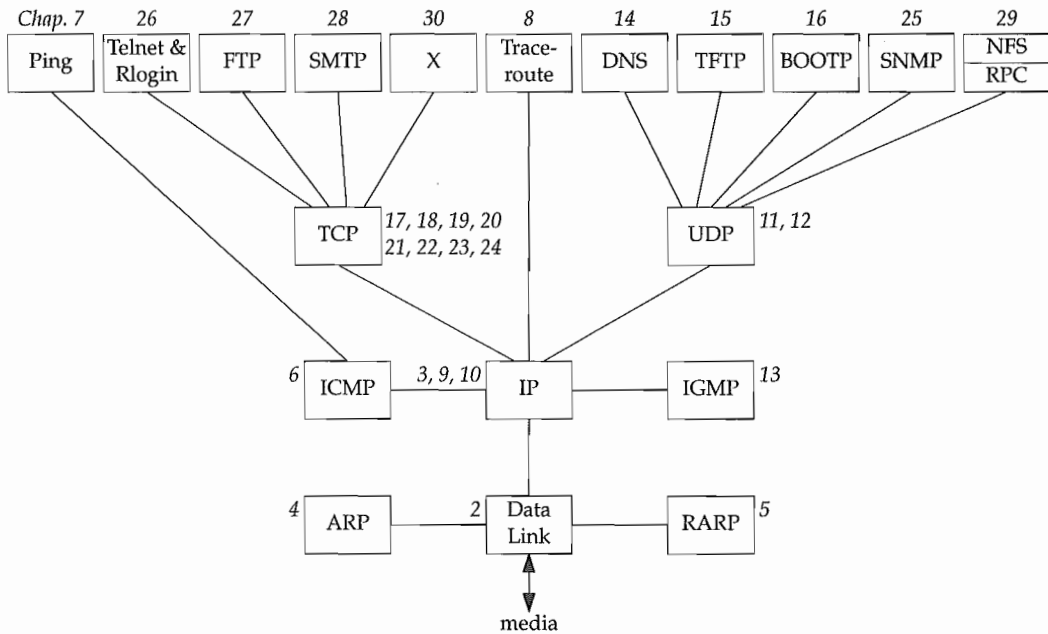 Chap. 7 26 27 28 30 8 14 15 16 25 29
Ping
Telnet &
Rlogin
FTP
SMTP
X
Trace-
route
DNS
TFTP
BOOTP
SNMP
NFS
RPC
TCP
17, 18, 19, 20
21, 22, 23, 24
UDP
11, 12
6
ICMP
3, 9, 10
IP
IGMP
13
4
ARP
2
Data
Link
RARP
5
media